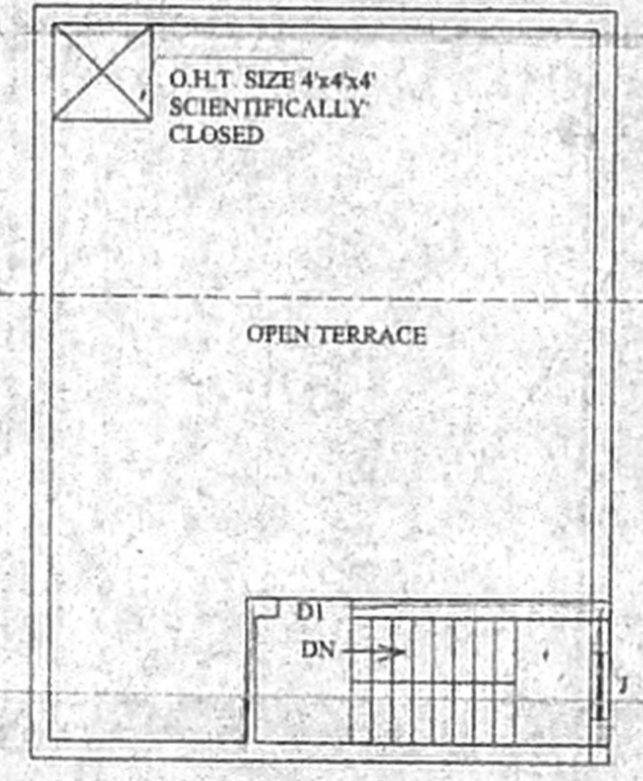 O.H.T. SIZE 4'x4'x4'
SCIENTIFICALLY
CLOSED
OPEN TERRACE
D1
DN